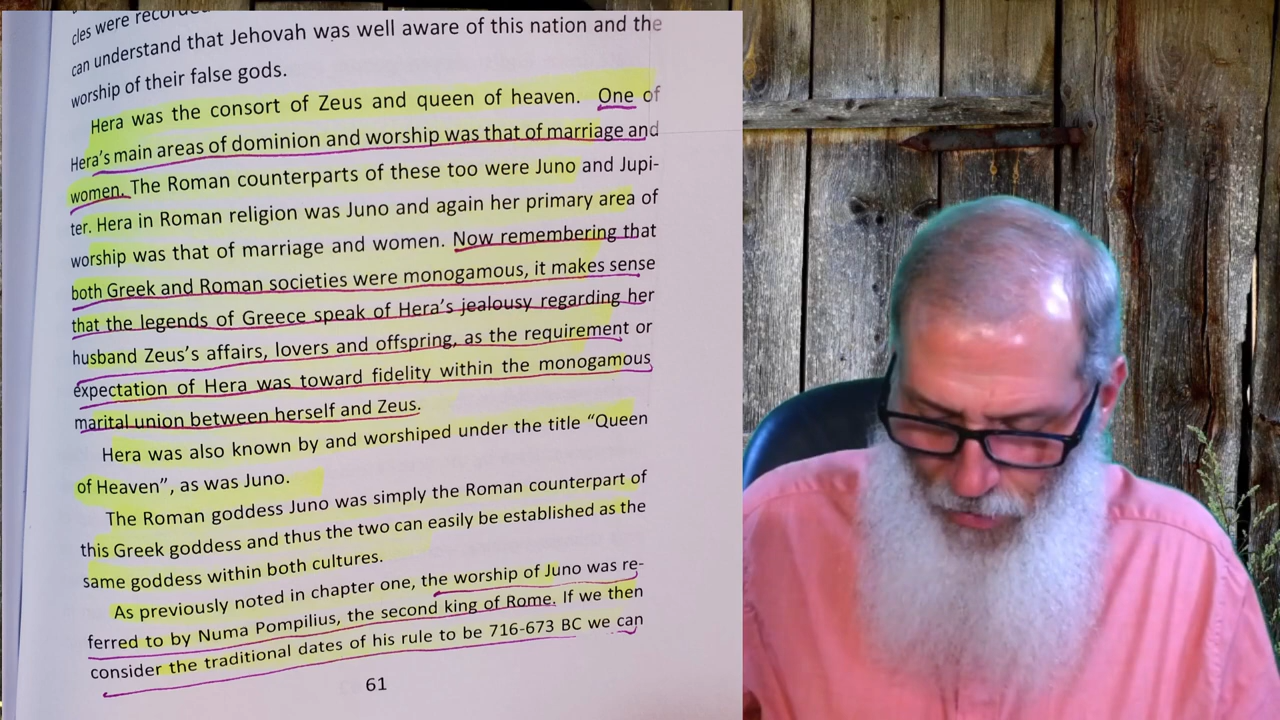 cles were recorded
can understand that Jehovah was well aware of this nation and the
worship of their false gods.
Hera was the consort of Zeus and queen of heaven. One of
Hera's main areas of dominion and worship was that of marriage and
women. The Roman counterparts of these too were Juno and Jupi-
ter. Hera in Roman religion was Juno and again her primary area of
worship was that of marriage and women. Now remembering that
both Greek and Roman societies were monogamous, it makes sense
that the legends of Greece speak of Hera's jealousy regarding her
husband Zeus's affairs, lovers and offspring, as the requirement or
expectation of Hera was toward fidelity within the monogamous
marital union between herself and Zeus.
Hera was also known by and worshiped under the title “Queen
of Heaven”, as was Juno.
The Roman goddess Juno was simply the Roman counterpart of
this Greek goddess and thus the two can easily be established as the
same goddess within both cultures.
As previously noted in chapter one, the worship of Juno was re-
ferred to by Numa Pompilius, the second king of Rome. If we then
consider the traditional dates of his rule to be 716-673 BC we can
61